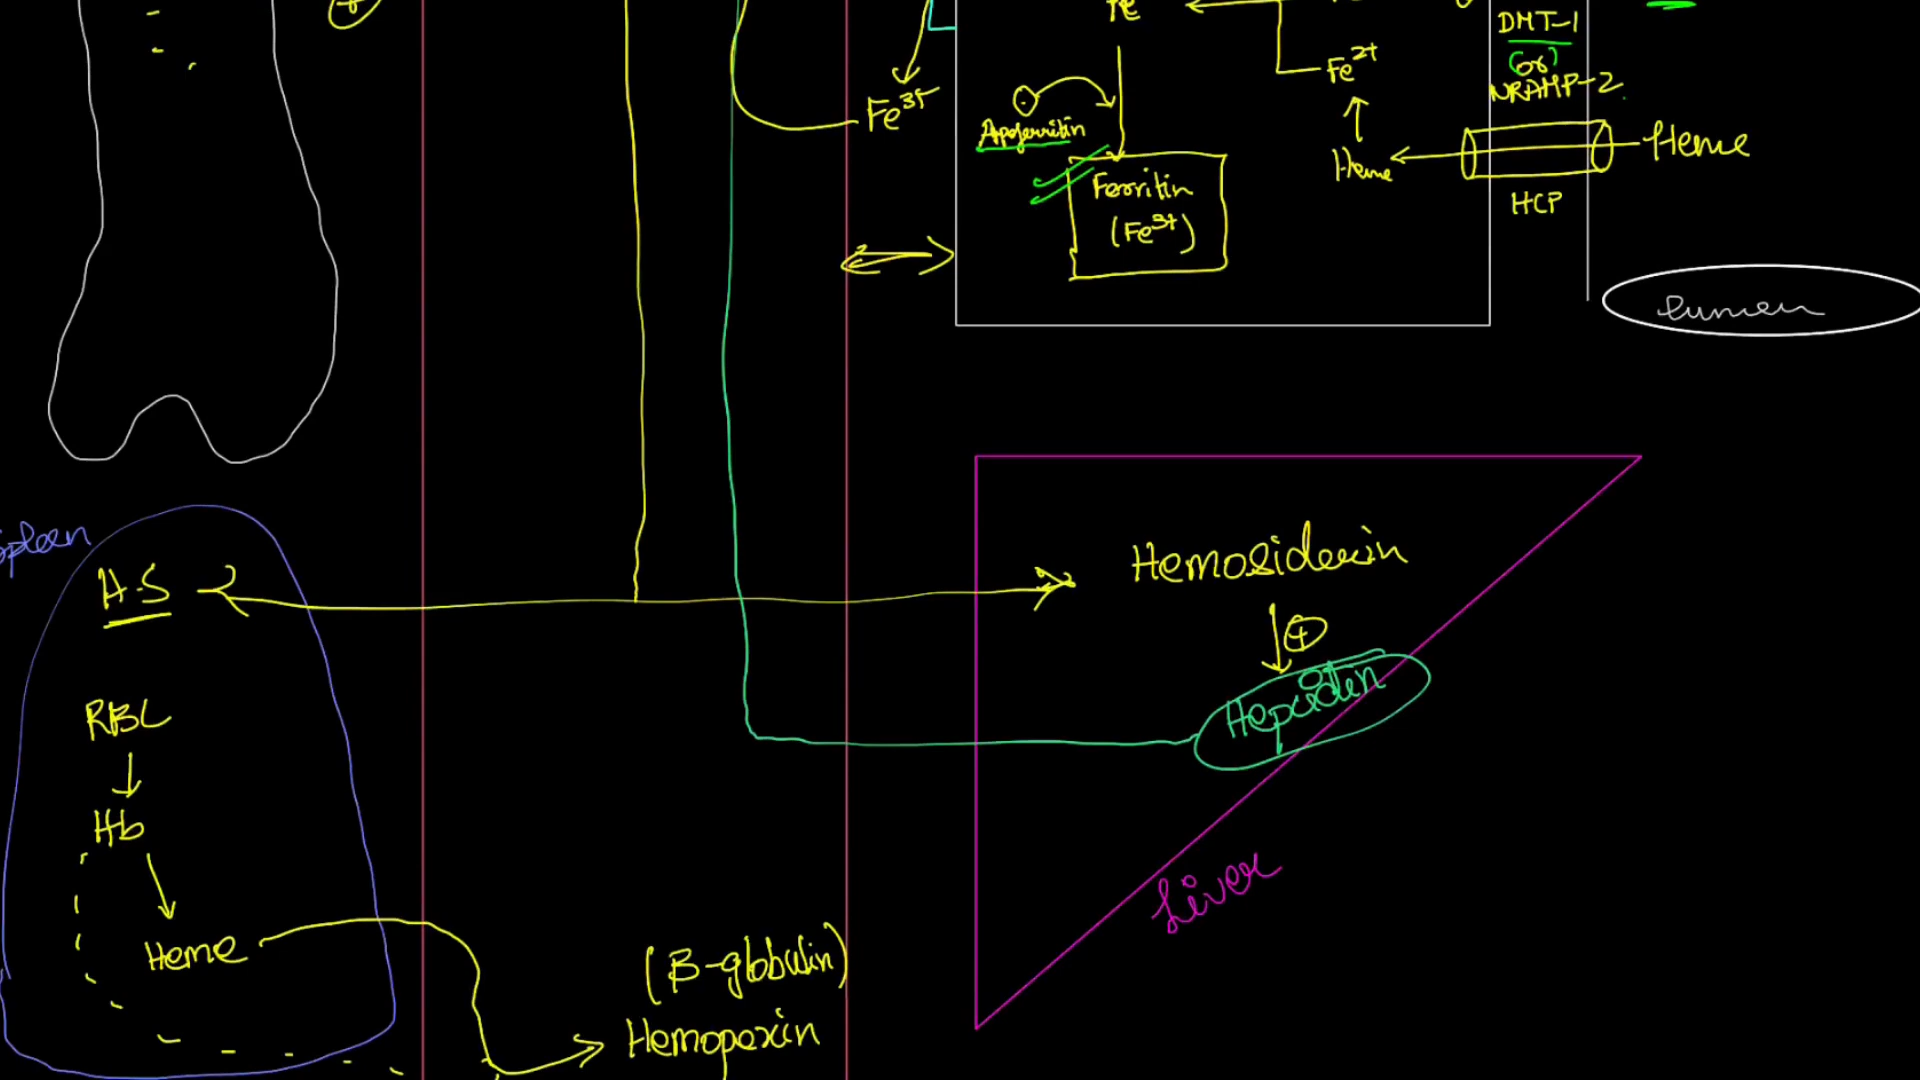 DMT-1
(or)
NRAMP-2
Fe2+
Fe3+
Apoferritin
Heme
Heme
HCP
Ferritin
(Fe3+)
lumen
spleen
H.S
Hemosiderin
+
Hepcidin
RBC
Hb
Liver
Heme
(β-globulin)
Hemopexin